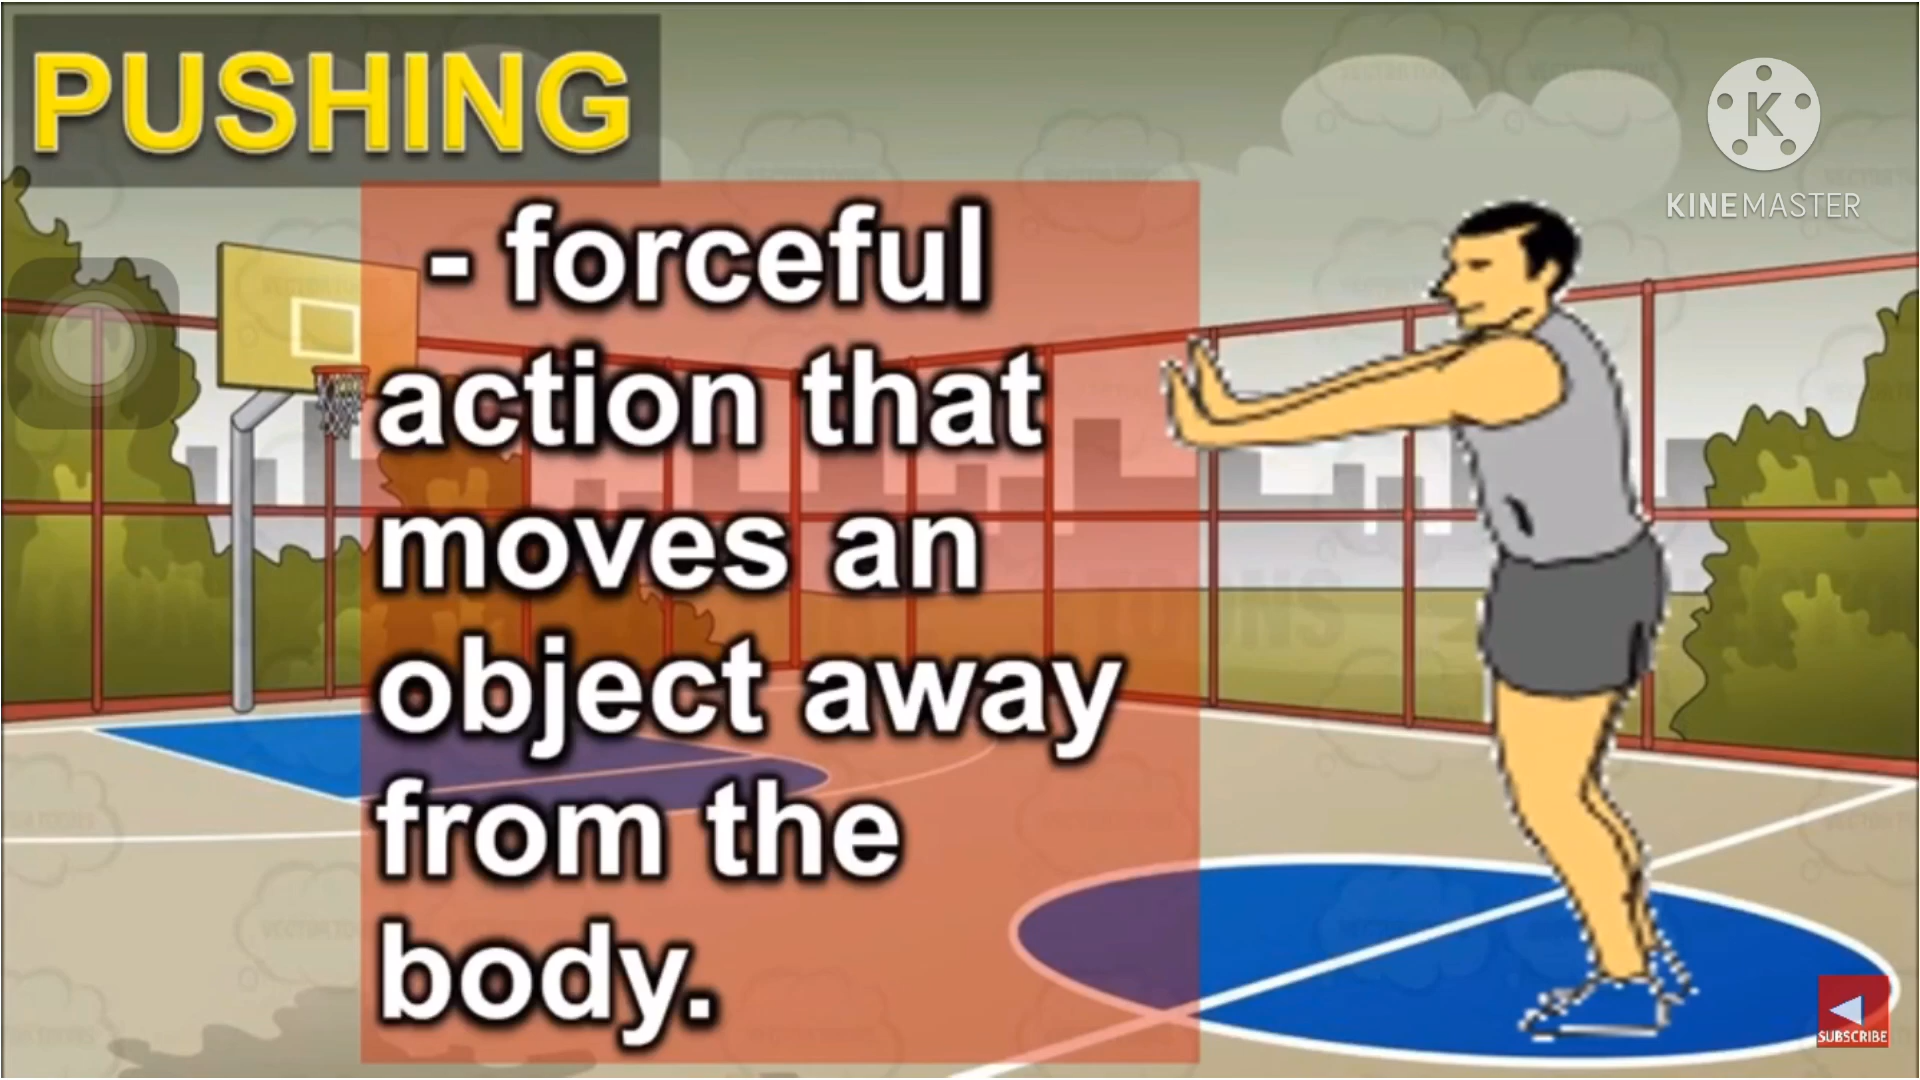 PUSHING
K
KINEMASTER
- forceful
action that
moves an
object away
from the
body.
SUBSCRIBE